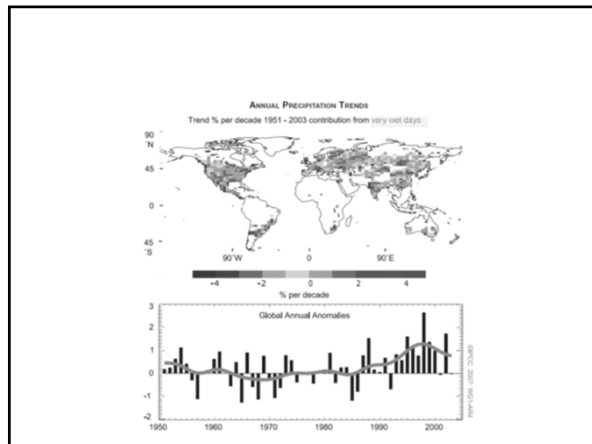 ANNUAL PRECIPITATION TRENDS
Trend % per decade 1951 - 2003 contribution from very wet days
90
°N
45
0
45
°S
90°W 0 90°E
−4 −2 0 2 4
% per decade
Global Annual Anomalies
3
2
1
0
-1
-2
1950 1960 1970 1980 1990 2000
©IPCC 2007: WG1-AR4